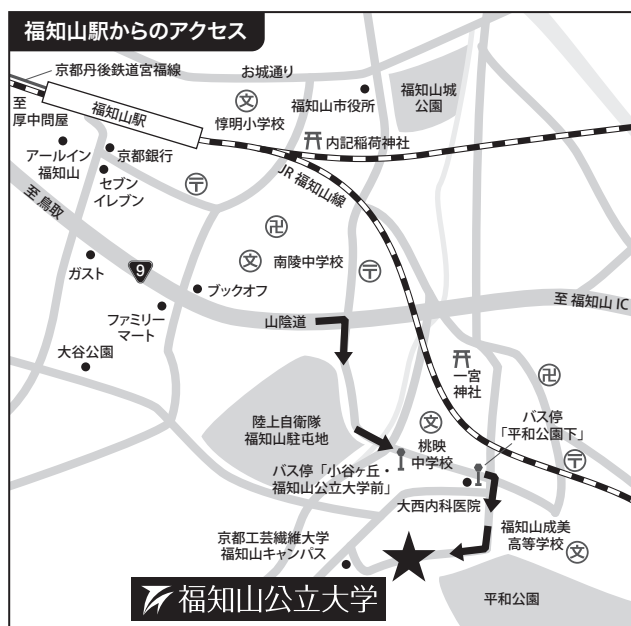 福知山駅からのアクセス
京都丹後鉄道宮福線
お城通り
至
厚中問屋
福知山駅
文
惇明小学校
福知山市役所
福知山城
公園
内記稲荷神社
アールイン
福知山
京都銀行
セブン
イレブン
JR 福知山線
至 鳥取
南陵中学校
文
ガスト
9
ブックオフ
ファミリー
マート
山陰道
至 福知山 IC
大谷公園
一宮
神社
陸上自衛隊
福知山駐屯地
文
桃映
中学校
バス停
「平和公園下」
バス停「小谷ヶ丘・
福知山公立大学前」
大西内科医院
福知山成美
高等学校
文
京都工芸繊維大学
福知山キャンパス
福知山公立大学
平和公園